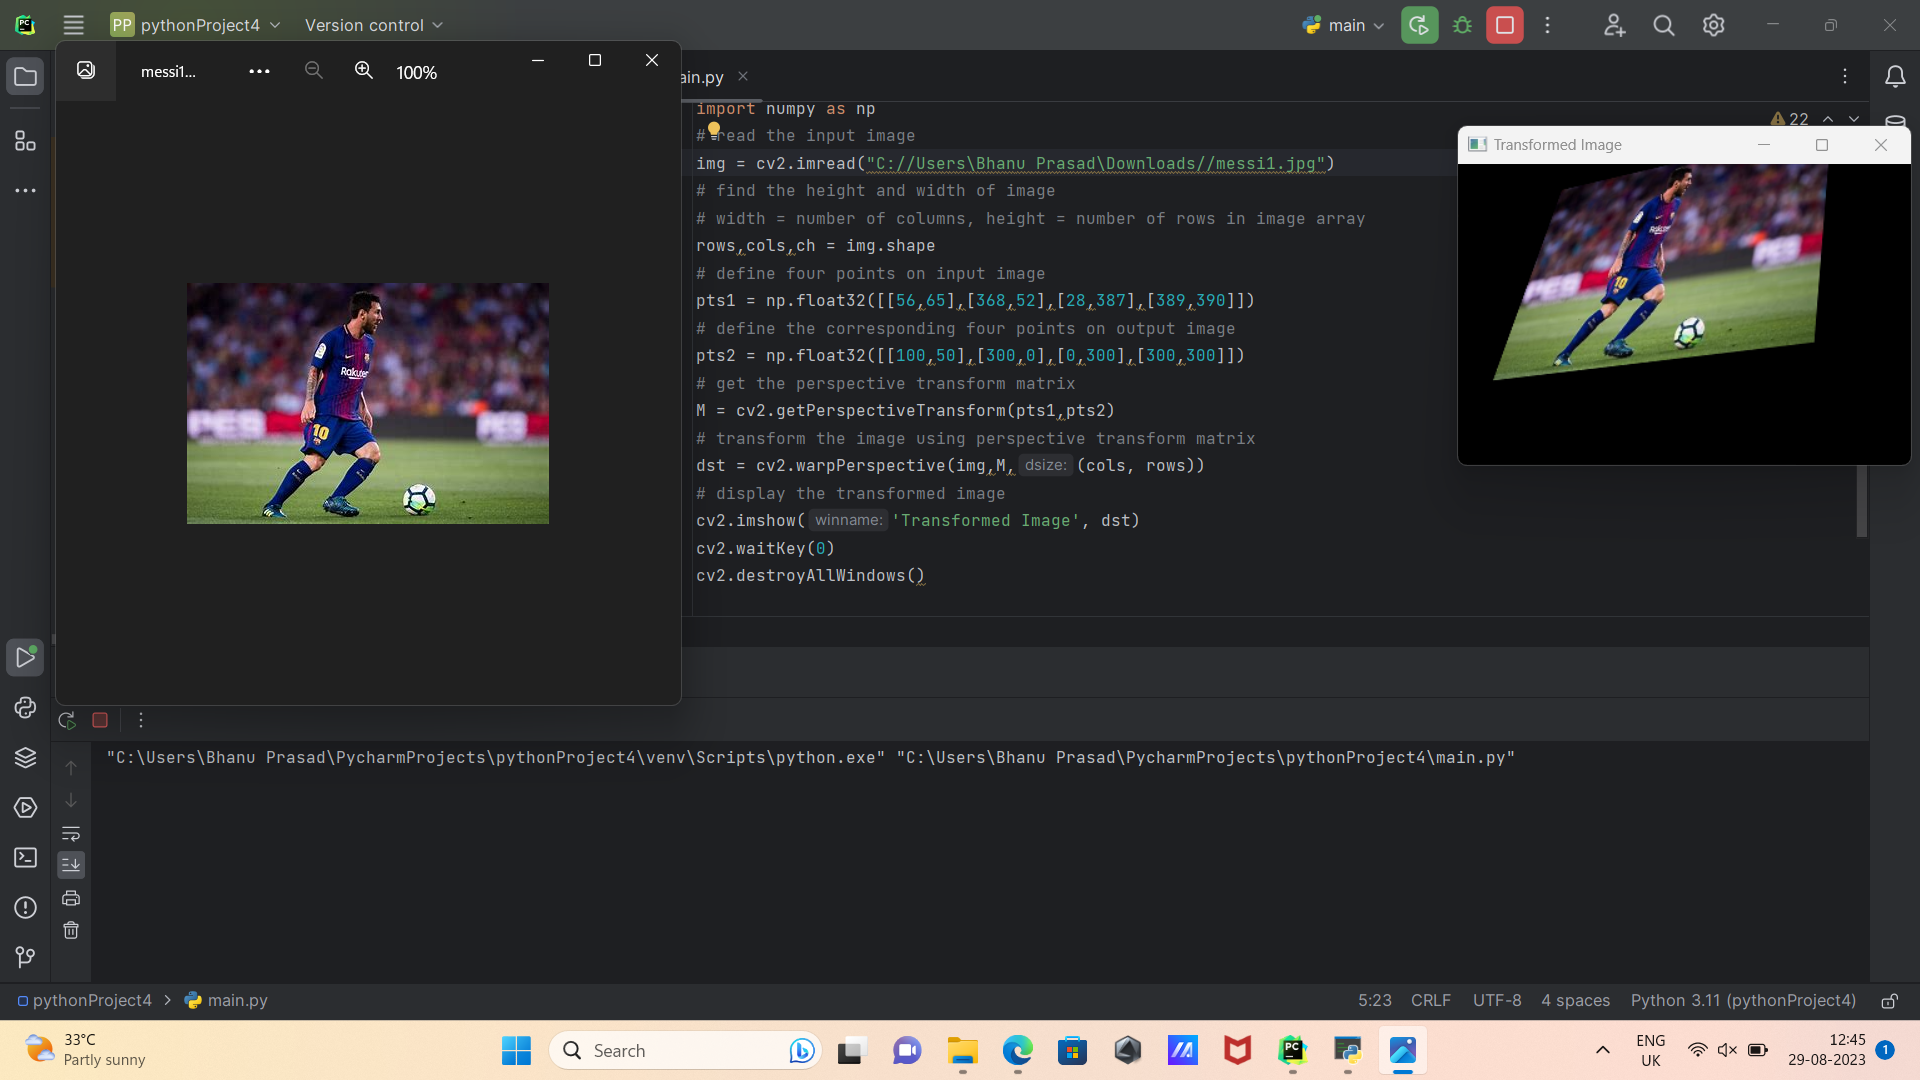 PP pythonProject4 Version control main
messi1... 100%
ain.py
import numpy as np
22
# read the input image
img = cv2.imread("C://Users\Bhanu Prasad\Downloads//messi1.jpg")
# find the height and width of image
# width = number of columns, height = number of rows in image array
rows,cols,ch = img.shape
# define four points on input image
pts1 = np.float32([[56,65],[368,52],[28,387],[389,390]])
# define the corresponding four points on output image
pts2 = np.float32([[100,50],[300,0],[0,300],[300,300]])
# get the perspective transform matrix
M = cv2.getPerspectiveTransform(pts1,pts2)
# transform the image using perspective transform matrix
dst = cv2.warpPerspective(img,M, dsize: (cols, rows))
# display the transformed image
cv2.imshow( winname: 'Transformed Image', dst)
cv2.waitKey(0)
cv2.destroyAllWindows()
Transformed Image
Rakuten
10
10
"C:\Users\Bhanu Prasad\PycharmProjects\pythonProject4\venv\Scripts\python.exe" "C:\Users\Bhanu Prasad\PycharmProjects\pythonProject4\main.py"
pythonProject4 > main.py 5:23 CRLF UTF-8 4 spaces Python 3.11 (pythonProject4)
33°C
Partly sunny
Search
ENG
UK
12:45
29-08-2023
1